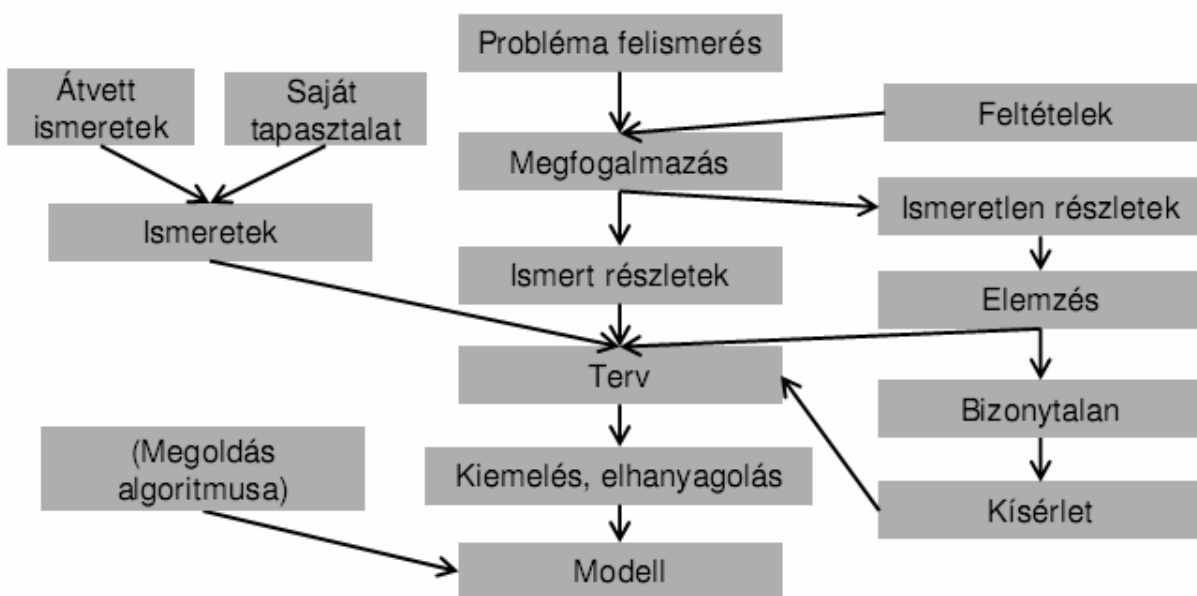 Probléma felismerés
Átvett
ismeretek
Saját
tapasztalat
Feltételek
Megfogalmazás
Ismeretlen részletek
Ismeretek
Ismert részletek
Elemzés
Terv
Bizonytalan
(Megoldás
algoritmusa)
Kiemelés, elhanyagolás
Kísérlet
Modell